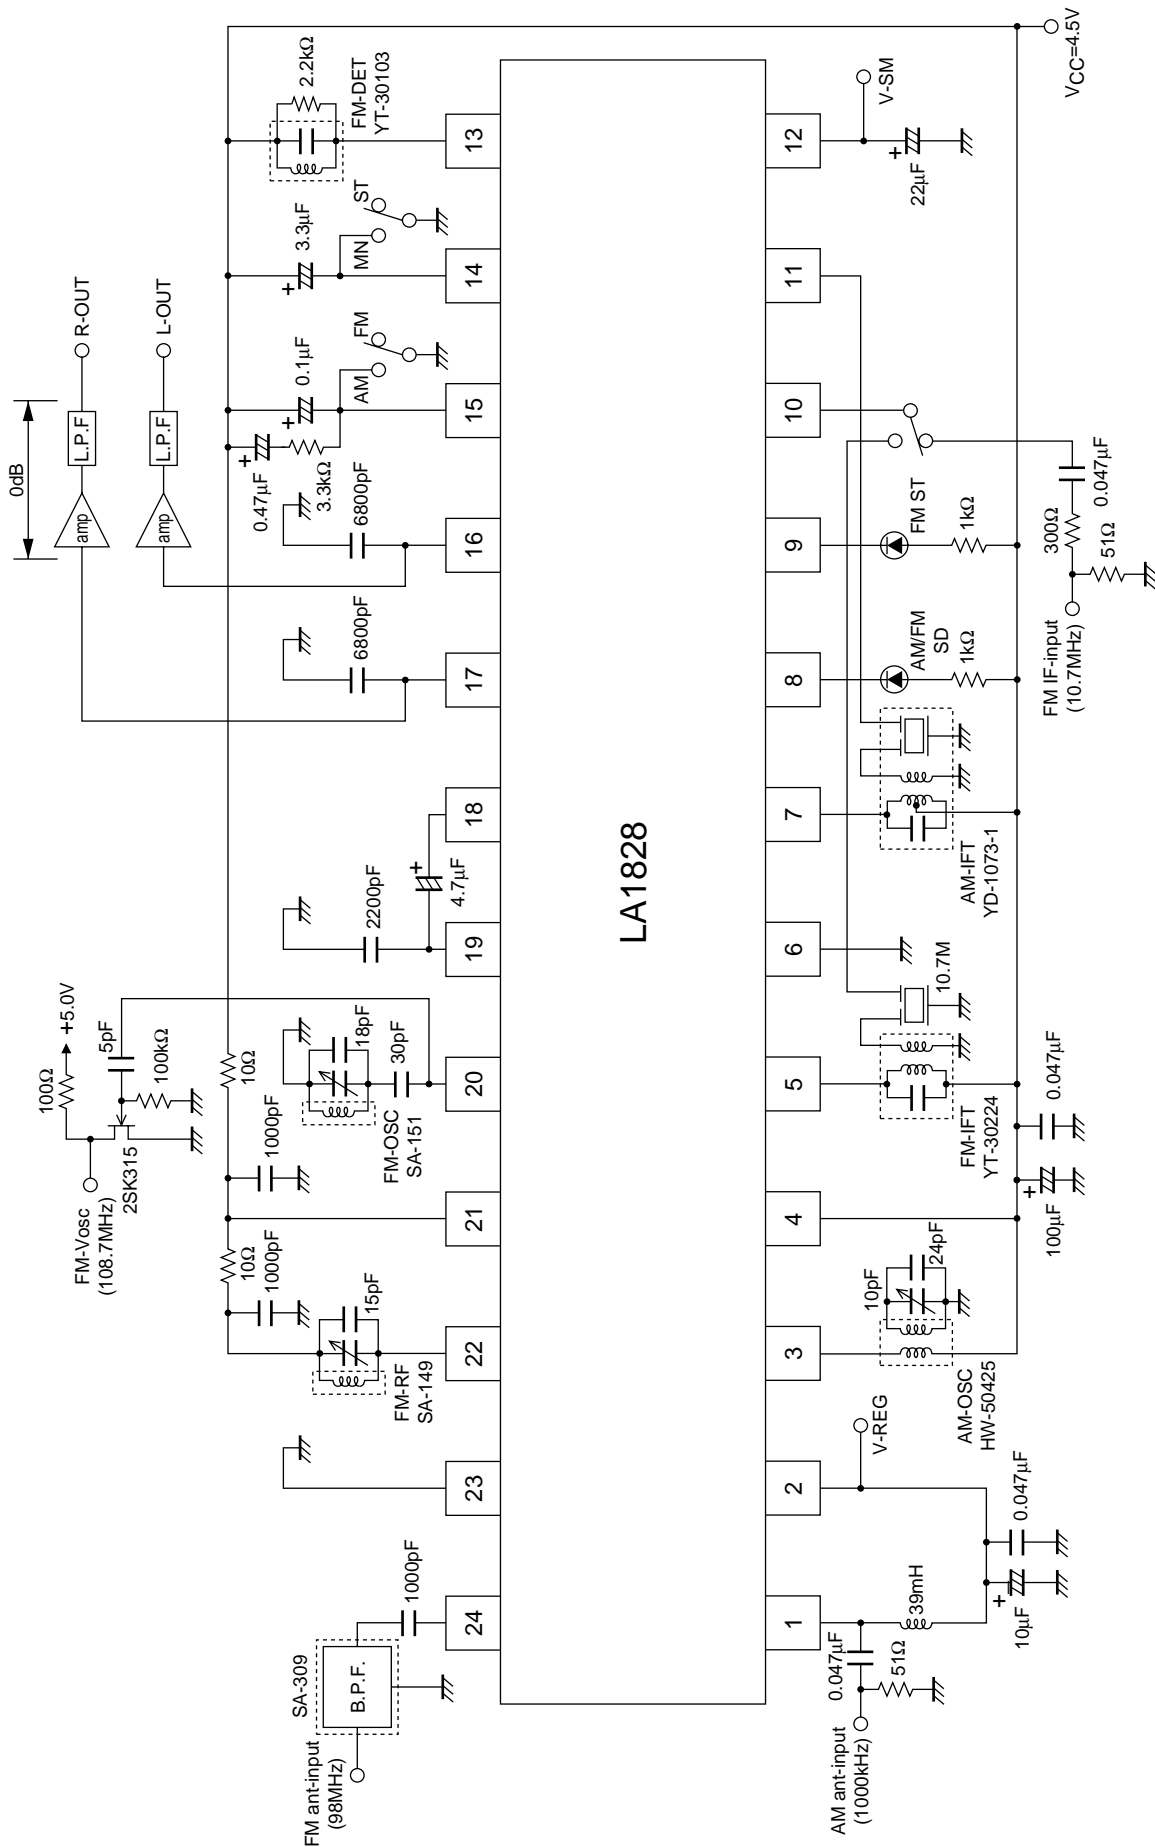 0dB
amp
L.P.F
R-OUT
amp
L.P.F
L-OUT
100Ω
+5.0V
FM-Vosc
(108.7MHz)
2SK315
5pF
100kΩ
SA-309
FM ant-input
(98MHz)
B.P.F.
1000pF
10Ω
1000pF
15pF
FM-RF
SA-149
10Ω
1000pF
18pF
30pF
FM-OSC
SA-151
2200pF
4.7µF
+
6800pF
6800pF
0.47µF
+
3.3kΩ
0.1µF
+
AM
FM
3.3µF
+
MN
ST
2.2kΩ
FM-DET
YT-30103
24
23
22
21
20
19
18
17
16
15
14
13
LA1828
1
2
3
4
5
6
7
8
9
10
11
12
AM ant-input
(1000kHz)
0.047µF
51Ω
39mH
+
10µF
0.047µF
V-REG
AM-OSC
HW-50425
10pF
24pF
+
100µF
0.047µF
FM-IFT
YT-30224
10.7M
AM-IFT
YD-1073-1
AM/FM
SD
1kΩ
FM ST
1kΩ
FM IF-input
(10.7MHz)
300Ω
51Ω
0.047µF
22µF
+
V-SM
VCC=4.5V